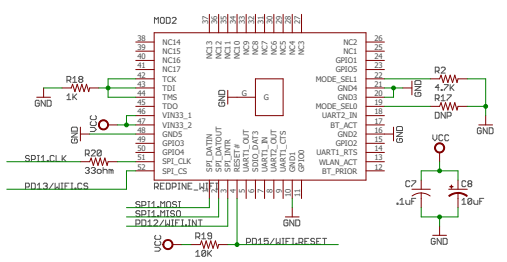 MOD2
37 36 35 34 33 32 31 30 29 28 27
NC13 NC12 NC11 NC10 NC9 NC8 NC7 NC6 NC5 NC4 NC3
38 NC14
39 NC15
40 NC16
41 NC17
42 TCK
43 TDI
44 TMS
45 TDO
46 VIN33_1
47 VIN33_2
48 GND5
49 GPIO3
50 GPIO4
51 SPI_CLK
52 SPI_CS
NC2 26
NC1 25
GPIO1 24
GPIO5 23
MODE_SEL1 22
GND4 21
GND3 20
MODE_SEL0 19
UART2_IN 18
BT_ACT 17
GND2 16
GPIO2 15
UART1_RTS 14
WLAN_ACT 13
BT_PRIOR 12
GND G G
R18
1K
GND
VCC
GND
SPI1.CLK
R20
33ohm
PD13/WIFI.CS
REDPINE_WIFI
SPI_DATIN SPI_DATOUT SPI_INTR RESET# UART1_OUT SDIO_DAT3 UART2_IN UART2_OUT UART1_CTS GND1 GPIO0
1 2 3 4 5 6 7 8 9 10 11
SPI1.MOSI
SPI1.MISO
PD12/WIFI.INT
GND
VCC
R19
10K
PD15/WIFI.RESET
R2
4.7K
R17
DNP
GND
GND
GND
VCC
C7
.1uF
C8
10uF
GND